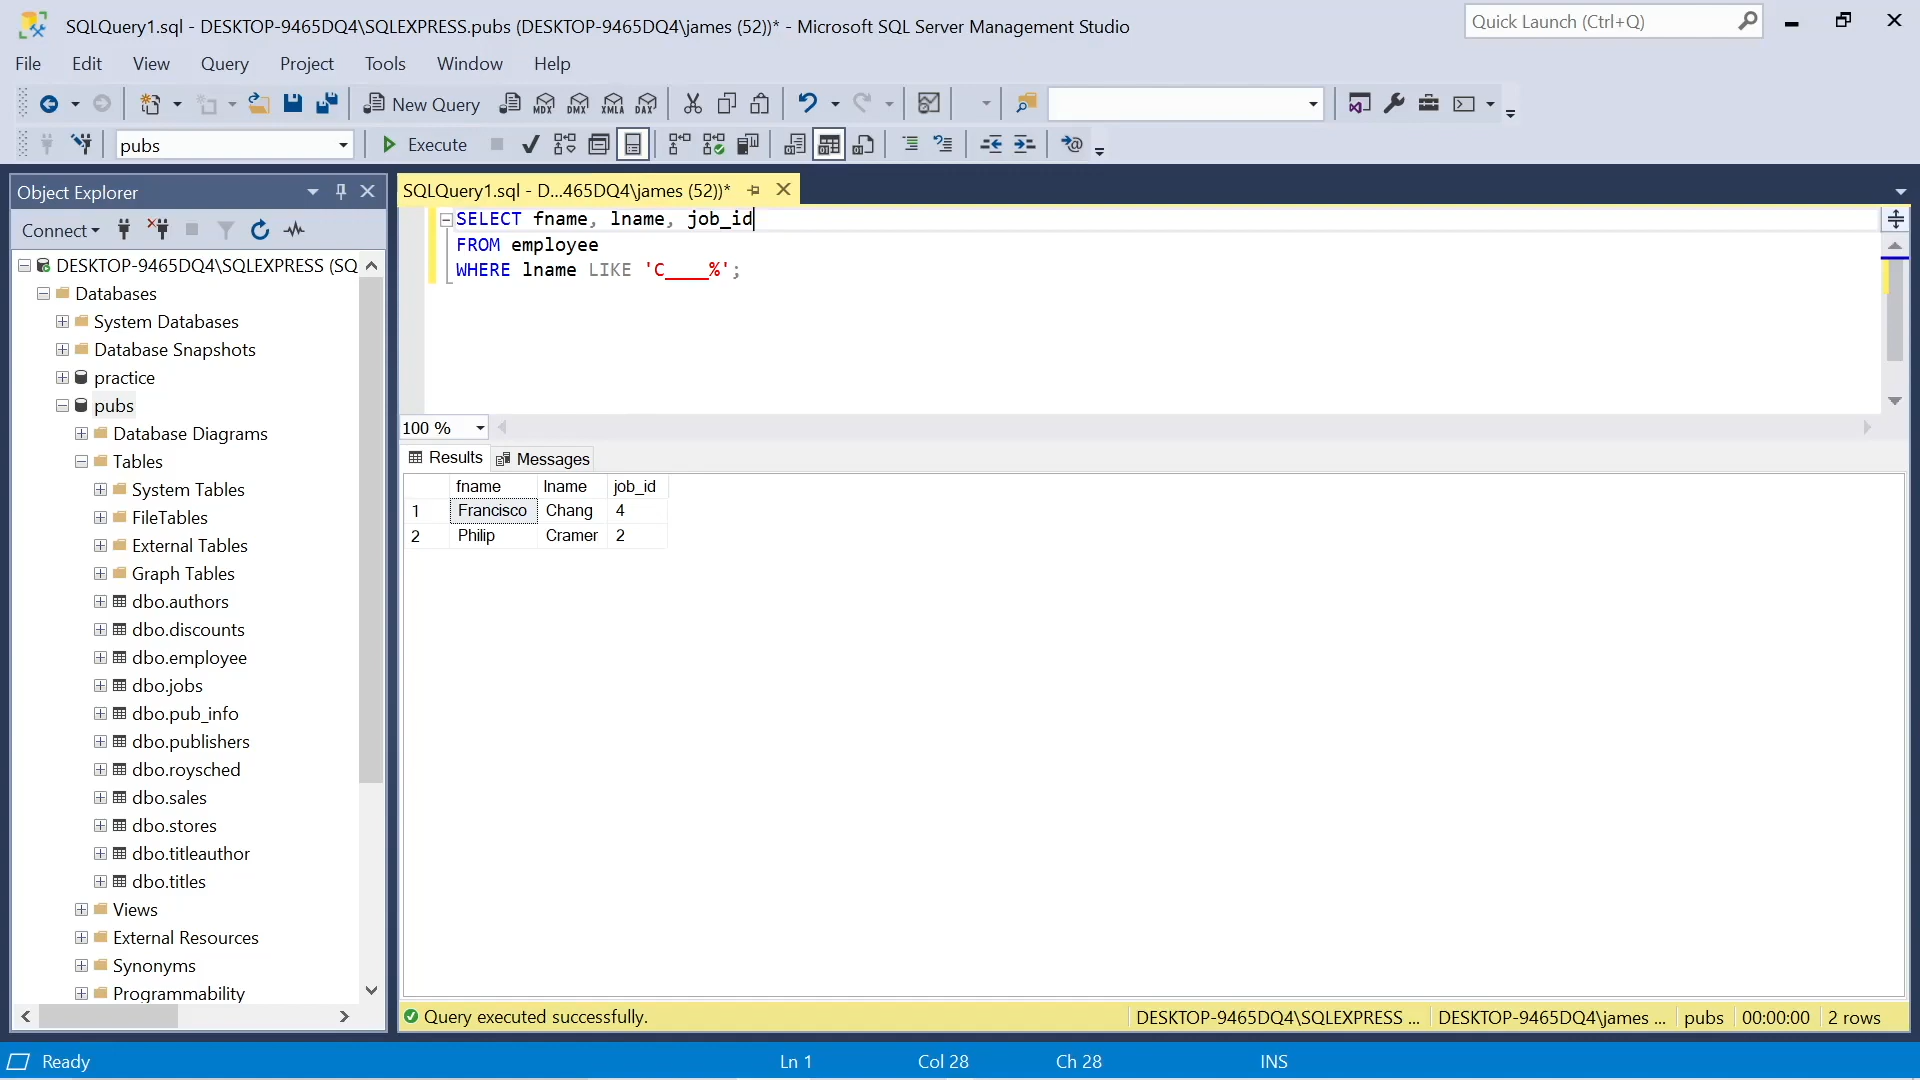 SQLQuery1.sql - DESKTOP-9465DQ4\SQLEXPRESS.pubs (DESKTOP-9465DQ4\james (52))* - Microsoft SQL Server Management Studio
Quick Launch (Ctrl+Q)
File Edit View Query Project Tools Window Help
New Query MDX DMX XMLA DAX
pubs Execute
Object Explorer
SQLQuery1.sql - D...465DQ4\james (52))*
Connect
SELECT fname, lname, job_id
FROM employee
WHERE lname LIKE 'C____%';
DESKTOP-9465DQ4\SQLEXPRESS (SQ
Databases
System Databases
Database Snapshots
practice
pubs
Database Diagrams
Tables
System Tables
FileTables
External Tables
Graph Tables
dbo.authors
dbo.discounts
dbo.employee
dbo.jobs
dbo.pub_info
dbo.publishers
dbo.roysched
dbo.sales
dbo.stores
dbo.titleauthor
dbo.titles
Views
External Resources
Synonyms
Programmability
100 %
Results Messages
fname lname job_id
1 Francisco Chang 4
2 Philip Cramer 2
Query executed successfully. DESKTOP-9465DQ4\SQLEXPRESS ... DESKTOP-9465DQ4\james ... pubs 00:00:00 2 rows
Ready Ln 1 Col 28 Ch 28 INS